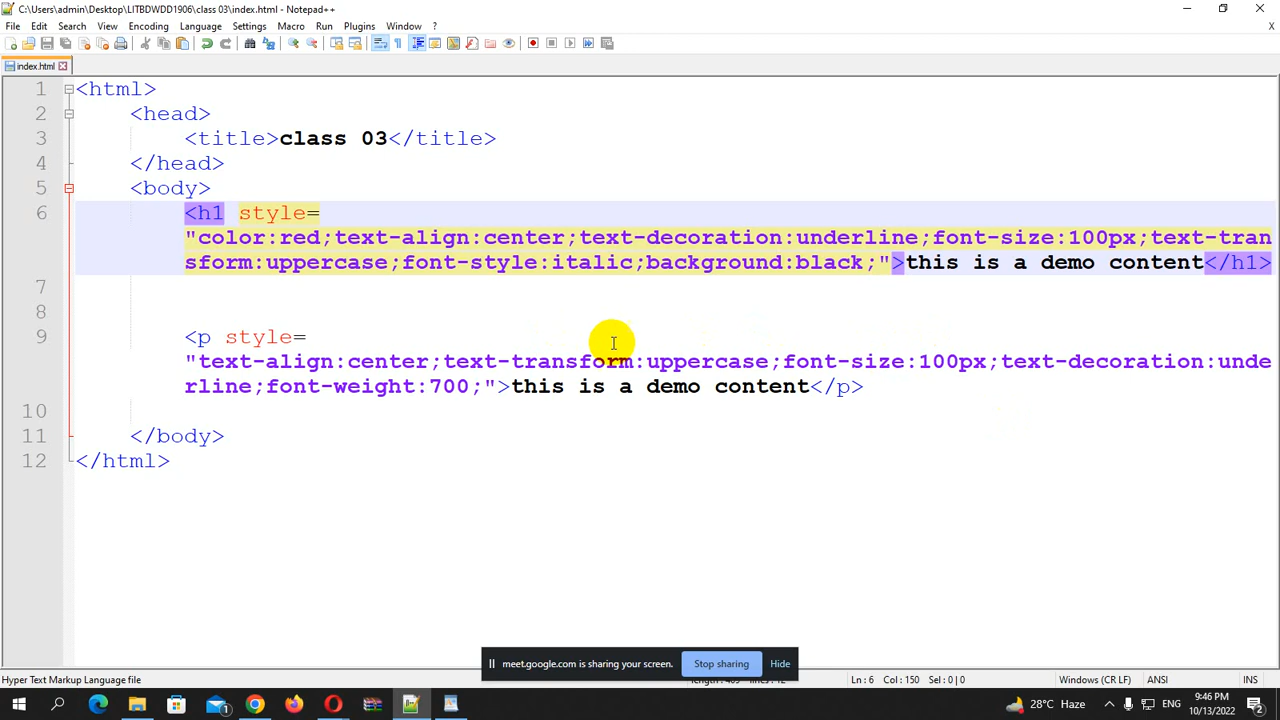 C:\Users\admin\Desktop\LITBDWDD1906\class 03\index.html - Notepad++
File Edit Search View Encoding Language Settings Macro Run Plugins Window ? X
index.html
1 <html>
2 <head>
3 <title>class 03</title>
4 </head>
5 <body>
6 <h1 style=
"color:red;text-align:center;text-decoration:underline;font-size:100px;text-tran
sform:uppercase;font-style:italic;background:black;">this is a demo content</h1>
7
8
9 <p style=
"text-align:center;text-transform:uppercase;font-size:100px;text-decoration:unde
rline;font-weight:700;">this is a demo content</p>
10
11 </body>
12 </html>
meet.google.com is sharing your screen. Stop sharing Hide
Hyper Text Markup Language file Ln : 6 Col : 150 Sel : 0 | 0 Windows (CR LF) ANSI INS
28°C Haze ENG 9:46 PM
10/13/2022
2